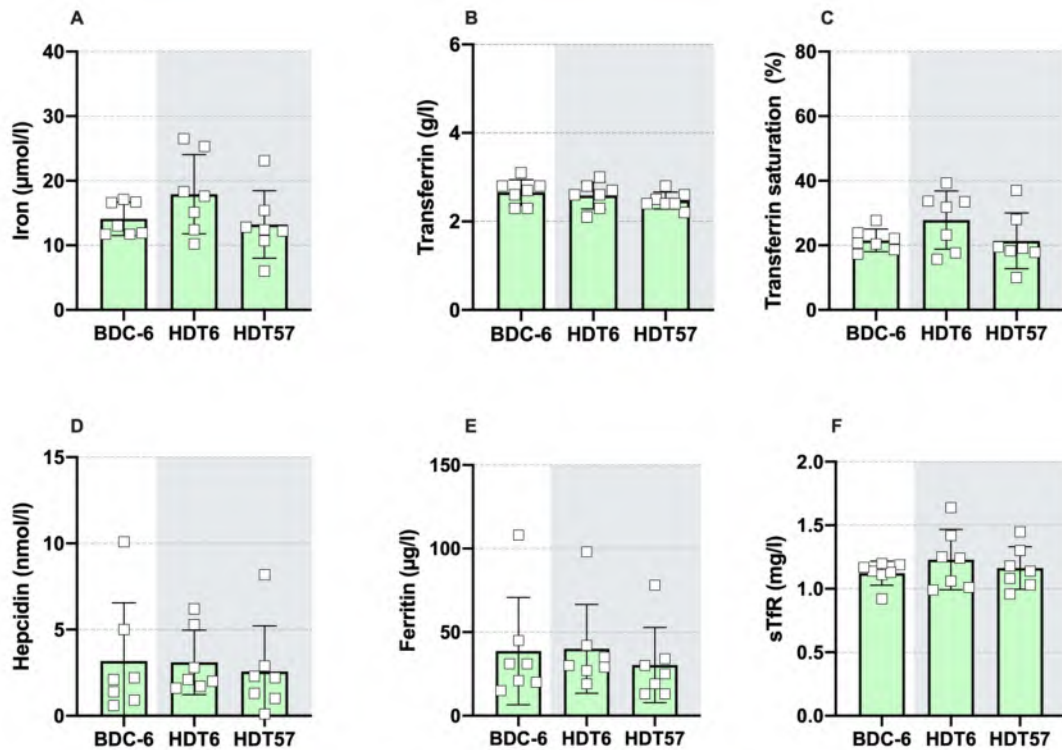 A
Iron (µmol/l)
40
30
20
10
0
BDC-6 HDT6 HDT57
B
Transferrin (g/l)
6
4
2
0
BDC-6 HDT6 HDT57
C
Transferrin saturation (%)
80
60
40
20
0
BDC-6 HDT6 HDT57
D
Hepcidin (nmol/l)
15
10
5
0
BDC-6 HDT6 HDT57
E
Ferritin (µg/l)
150
100
50
0
BDC-6 HDT6 HDT57
F
sTfR (mg/l)
2.0
1.5
1.0
0.5
0.0
BDC-6 HDT6 HDT57